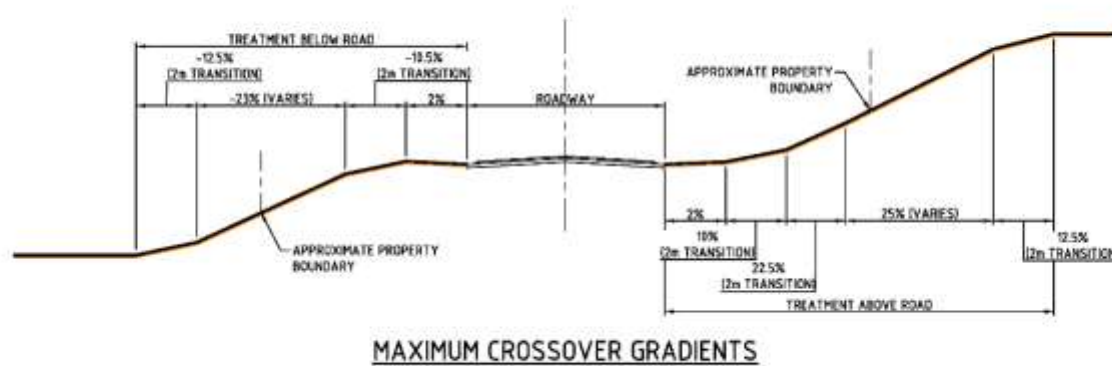 TREATMENT BELOW ROAD
-12.5%
(2m TRANSITION)
-10.5%
(2m TRANSITION)
-23% (VARIES)
2%
ROADWAY
APPROXIMATE PROPERTY
BOUNDARY
APPROXIMATE PROPERTY
BOUNDARY
2%
25% (VARIES)
10%
(2m TRANSITION)
12.5%
(2m TRANSITION
22.5%
(2m TRANSITION)
TREATMENT ABOVE ROAD
MAXIMUM CROSSOVER GRADIENTS